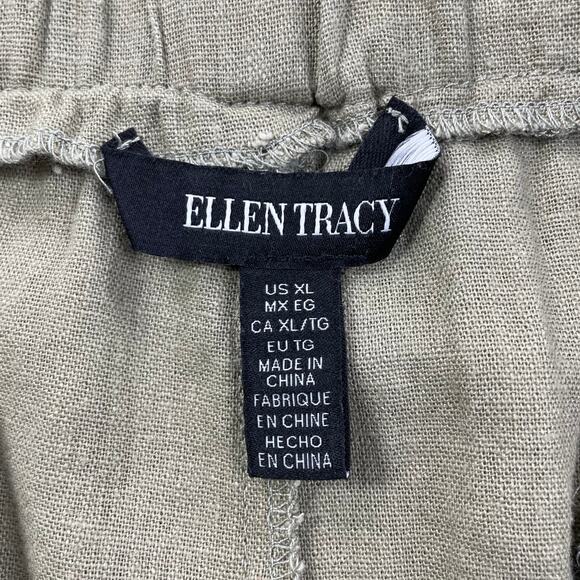 ELLEN TRACY
US XL
MX EG
CA XL/TG
EU TG
MADE IN
CHINA
FABRIQUE
EN CHINE
HECHO
EN CHINA